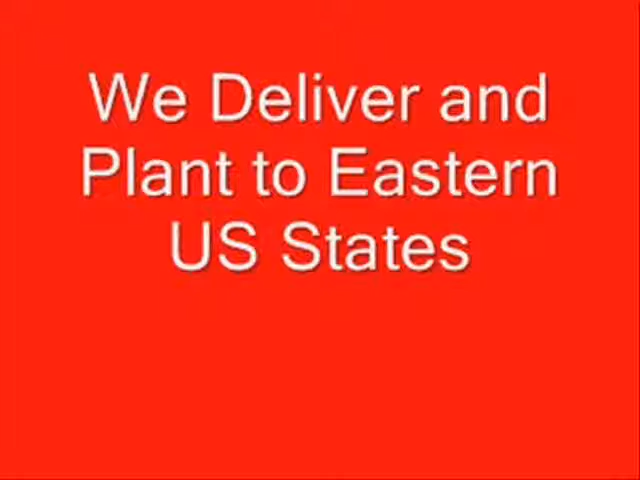 We Deliver and
Plant to Eastern
US States